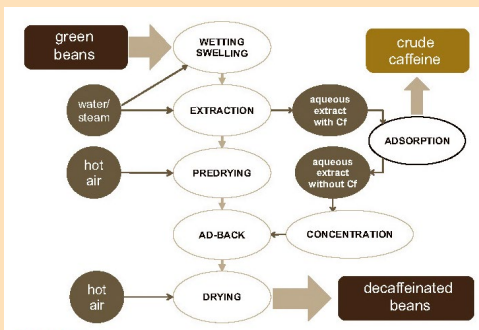 green
beans
WETTING
SWELLING
crude
caffeine
water/
steam
EXTRACTION
aqueous
extract
with Cf
ADSORPTION
hot
air
PREDRYING
aqueous
extract
without Cf
AD-BACK
CONCENTRATION
hot
air
DRYING
decaffeinated
beans